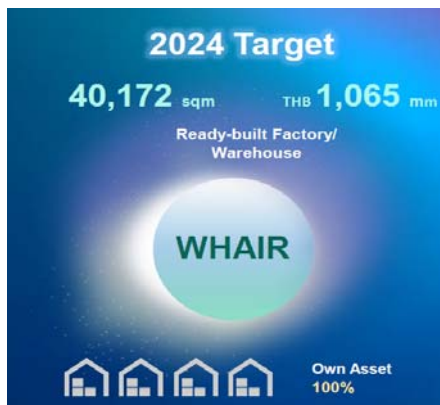 2024 Target
40,172 sqm THB 1,065 mm
Ready-built Factory/
Warehouse
WHAIR
Own Asset
100%